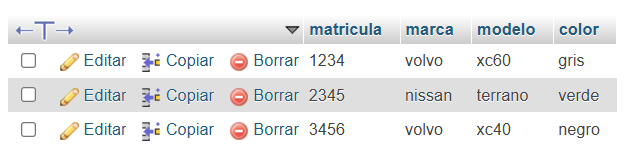 matricula marca modelo color
Editar Copiar Borrar 1234 volvo xc60 gris
Editar Copiar Borrar 2345 nissan terrano verde
Editar Copiar Borrar 3456 volvo xc40 negro